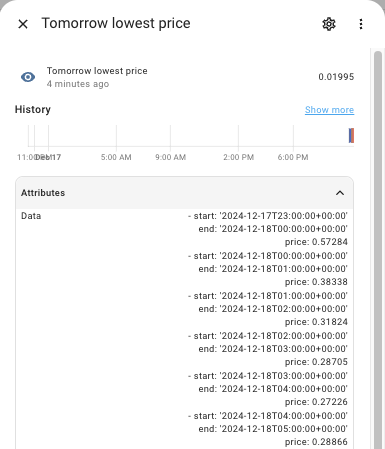 Tomorrow lowest price
Tomorrow lowest price
0.01995
4 minutes ago
History
Show more
Dec 17
5:00 AM
9:00 AM
2:00 PM
6:00 PM
Attributes
Data
- start: '2024-12-17T23:00:00+00:00'
end: '2024-12-18T00:00:00+00:00'
price: 0.57284
- start: '2024-12-18T00:00:00+00:00'
end: '2024-12-18T01:00:00+00:00'
price: 0.38338
- start: '2024-12-18T01:00:00+00:00'
end: '2024-12-18T02:00:00+00:00'
price: 0.31824
- start: '2024-12-18T02:00:00+00:00'
end: '2024-12-18T03:00:00+00:00'
price: 0.28705
- start: '2024-12-18T03:00:00+00:00'
end: '2024-12-18T04:00:00+00:00'
price: 0.27226
- start: '2024-12-18T04:00:00+00:00'
end: '2024-12-18T05:00:00+00:00'
price: 0.28866